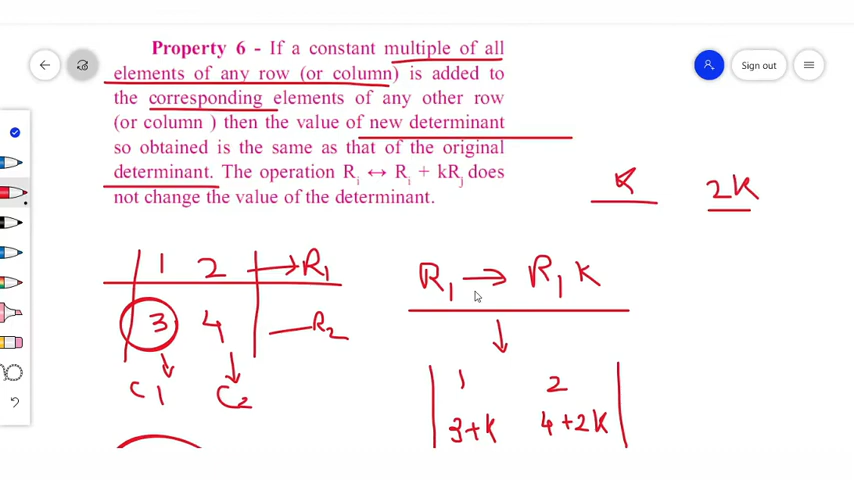 Property 6 - If a constant multiple of all
elements of any row (or column) is added to
the corresponding elements of any other row
(or column ) then the value of new determinant
so obtained is the same as that of the original
determinant. The operation Rᵢ ↔ Rᵢ + kRⱼ does
not change the value of the determinant.
Sign out
K 2K
1 2 → R₁
3 4 — R₂
C1 C₂
R₁ → R₁ K
1 2
3+K 4+2K